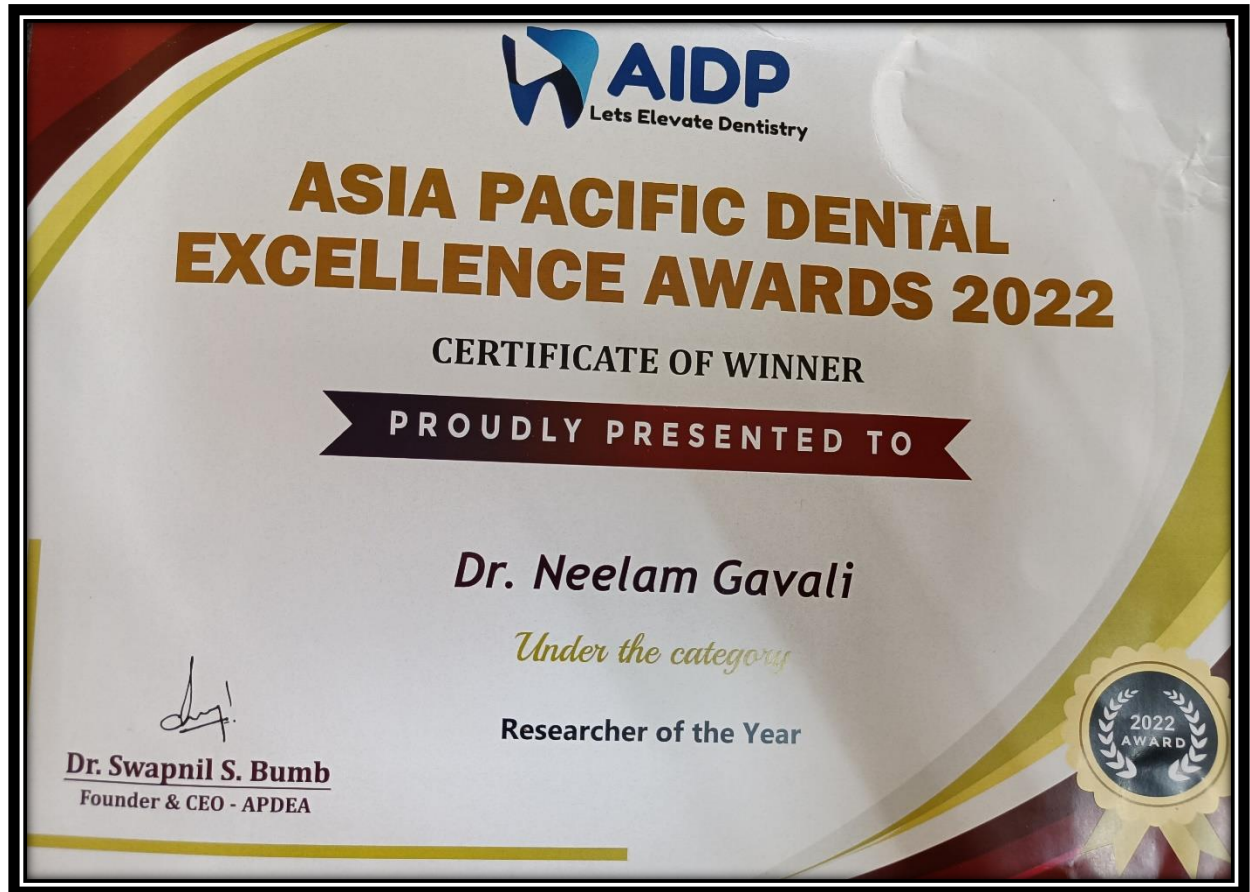 AIDP
Lets Elevate Dentistry
ASIA PACIFIC DENTAL
EXCELLENCE AWARDS 2022
CERTIFICATE OF WINNER
PROUDLY PRESENTED TO
Dr. Neelam Gavali
Under the category
Researcher of the Year
Dr. Swapnil S. Bumb
Founder & CEO - APDEA
2022
AWARD